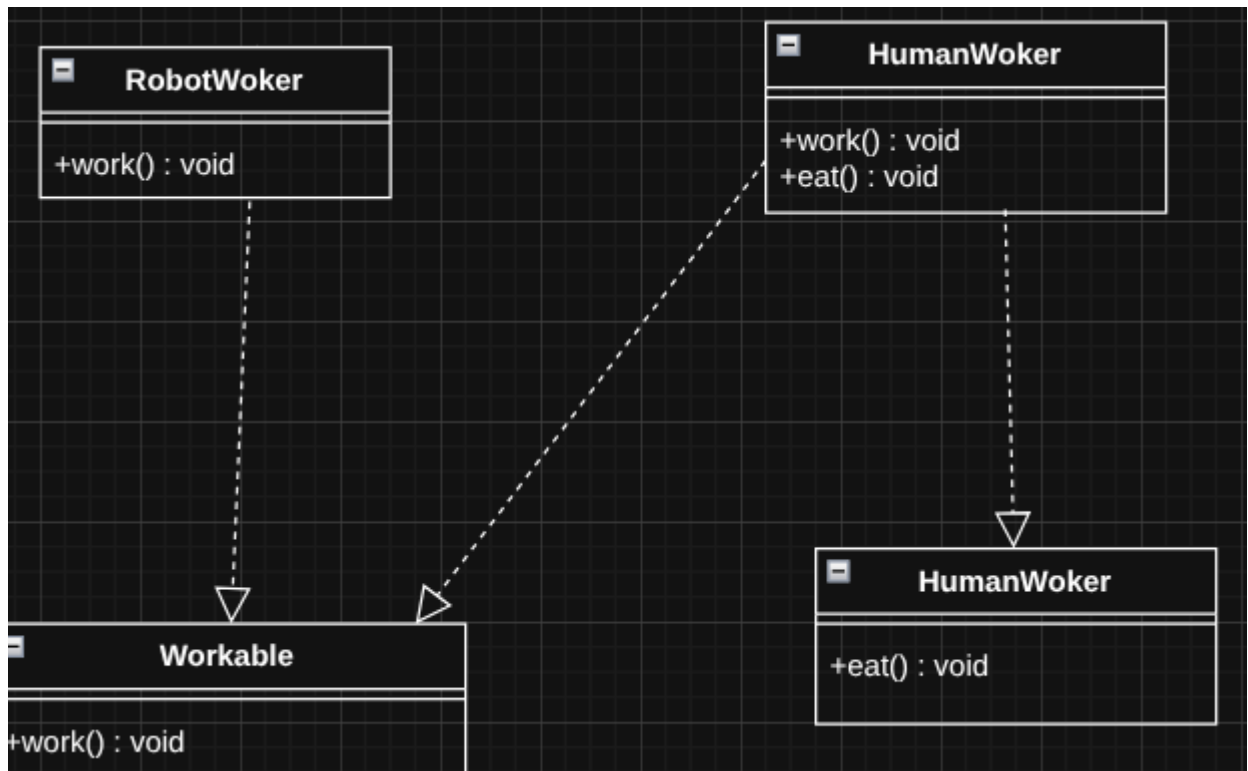 RobotWoker
+work() : void
HumanWoker
+work() : void
+eat() : void
Workable
+work() : void
HumanWoker
+eat() : void